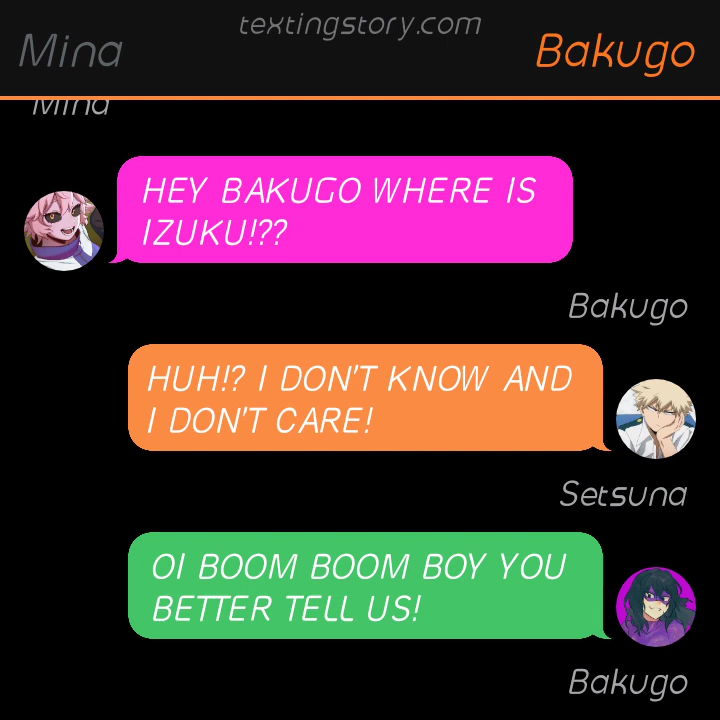 textingstory.com
Mina
Bakugo
Mina
HEY BAKUGO WHERE IS
IZUKU!??
Bakugo
HUH!? I DON'T KNOW AND
I DON'T CARE!
Setsuna
OI BOOM BOOM BOY YOU
BETTER TELL US!
Bakugo